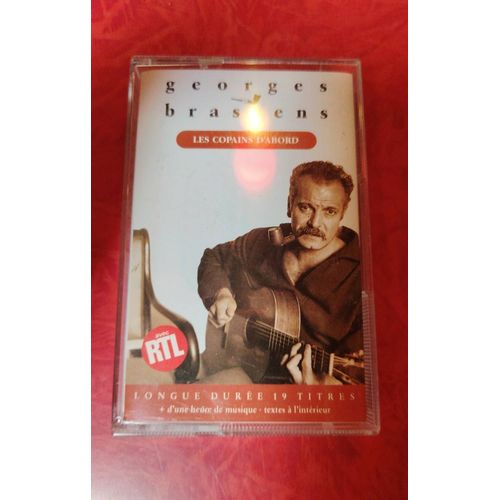 georges
brassens
LES COPAINS D'ABORD
avec
RTL
LONGUE DURÉE 19 TITRES
+ d'une heure de musique - textes à l'intérieur